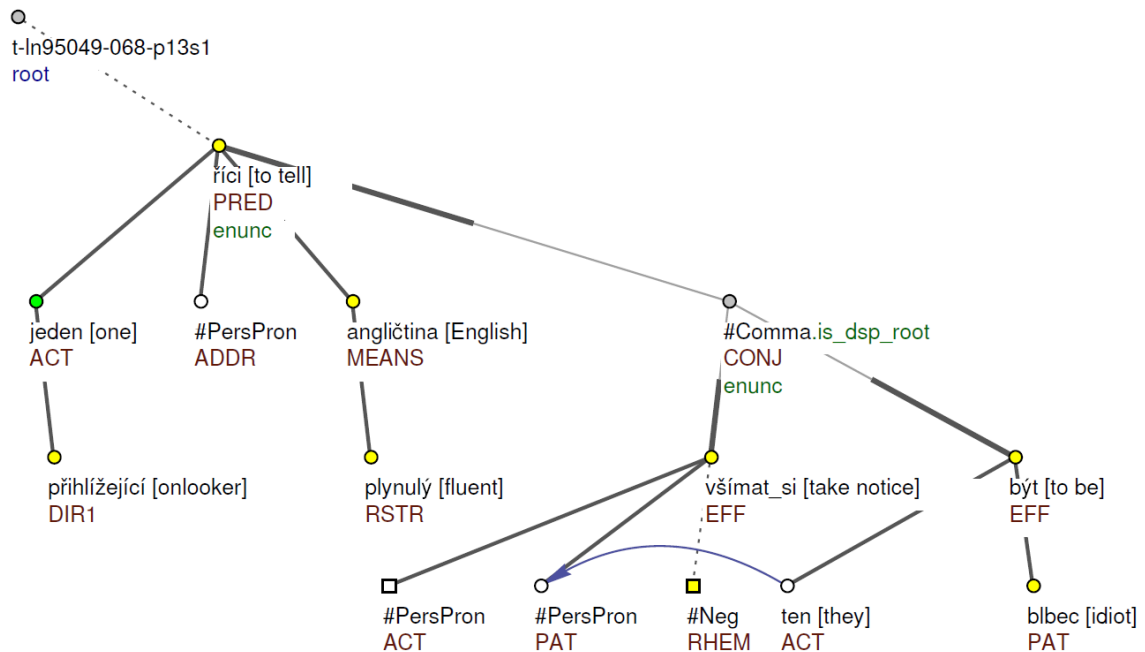 t-ln95049-068-p13s1
root
říci [to tell]
PRED
enunc
jeden [one]
ACT
#PersPron
ADDR
angličtina [English]
MEANS
#Comma.is_dsp_root
CONJ
enunc
přihlížející [onlooker]
DIR1
plynulý [fluent]
RSTR
všímat_si [take notice]
EFF
být [to be]
EFF
#PersPron
ACT
#PersPron
PAT
#Neg
RHEM
ten [they]
ACT
blbec [idiot]
PAT